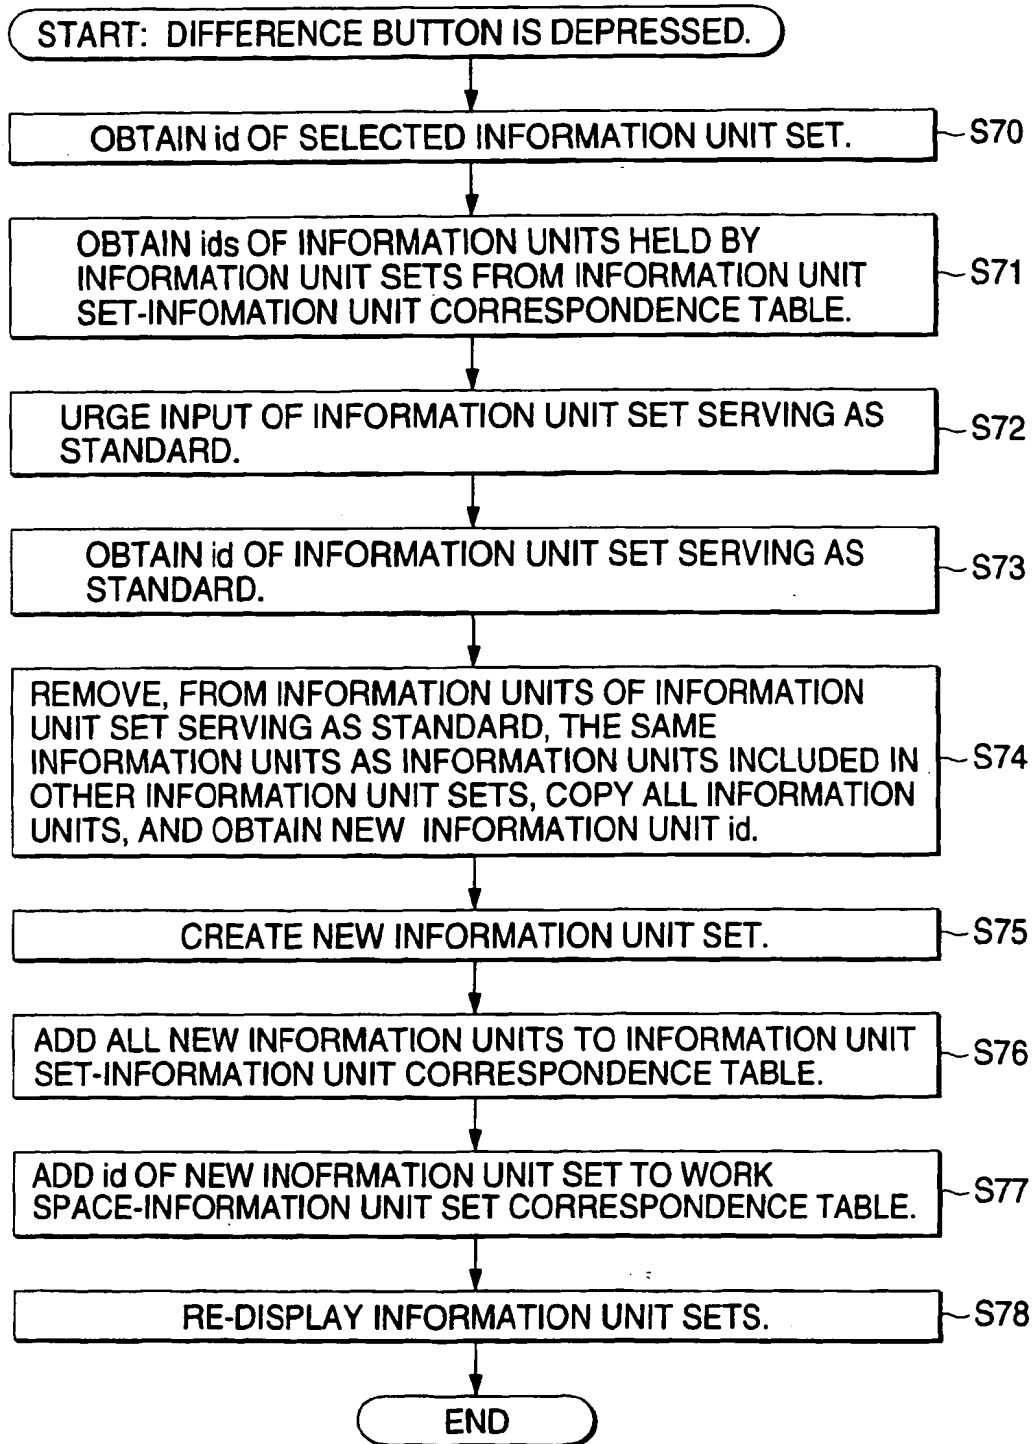 START: DIFFERENCE BUTTON IS DEPRESSED.
OBTAIN id OF SELECTED INFORMATION UNIT SET.
S70
OBTAIN ids OF INFORMATION UNITS HELD BY
INFORMATION UNIT SETS FROM INFORMATION UNIT
SET-INFOMATION UNIT CORRESPONDENCE TABLE.
S71
URGE INPUT OF INFORMATION UNIT SET SERVING AS
STANDARD.
S72
OBTAIN id OF INFORMATION UNIT SET SERVING AS
STANDARD.
S73
REMOVE, FROM INFORMATION UNITS OF INFORMATION
UNIT SET SERVING AS STANDARD, THE SAME
INFORMATION UNITS AS INFORMATION UNITS INCLUDED IN
OTHER INFORMATION UNIT SETS, COPY ALL INFORMATION
UNITS, AND OBTAIN NEW INFORMATION UNIT id.
S74
CREATE NEW INFORMATION UNIT SET.
S75
ADD ALL NEW INFORMATION UNITS TO INFORMATION UNIT
SET-INFORMATION UNIT CORRESPONDENCE TABLE.
S76
ADD id OF NEW INOFRMATION UNIT SET TO WORK
SPACE-INFORMATION UNIT SET CORRESPONDENCE TABLE.
S77
RE-DISPLAY INFORMATION UNIT SETS.
S78
END